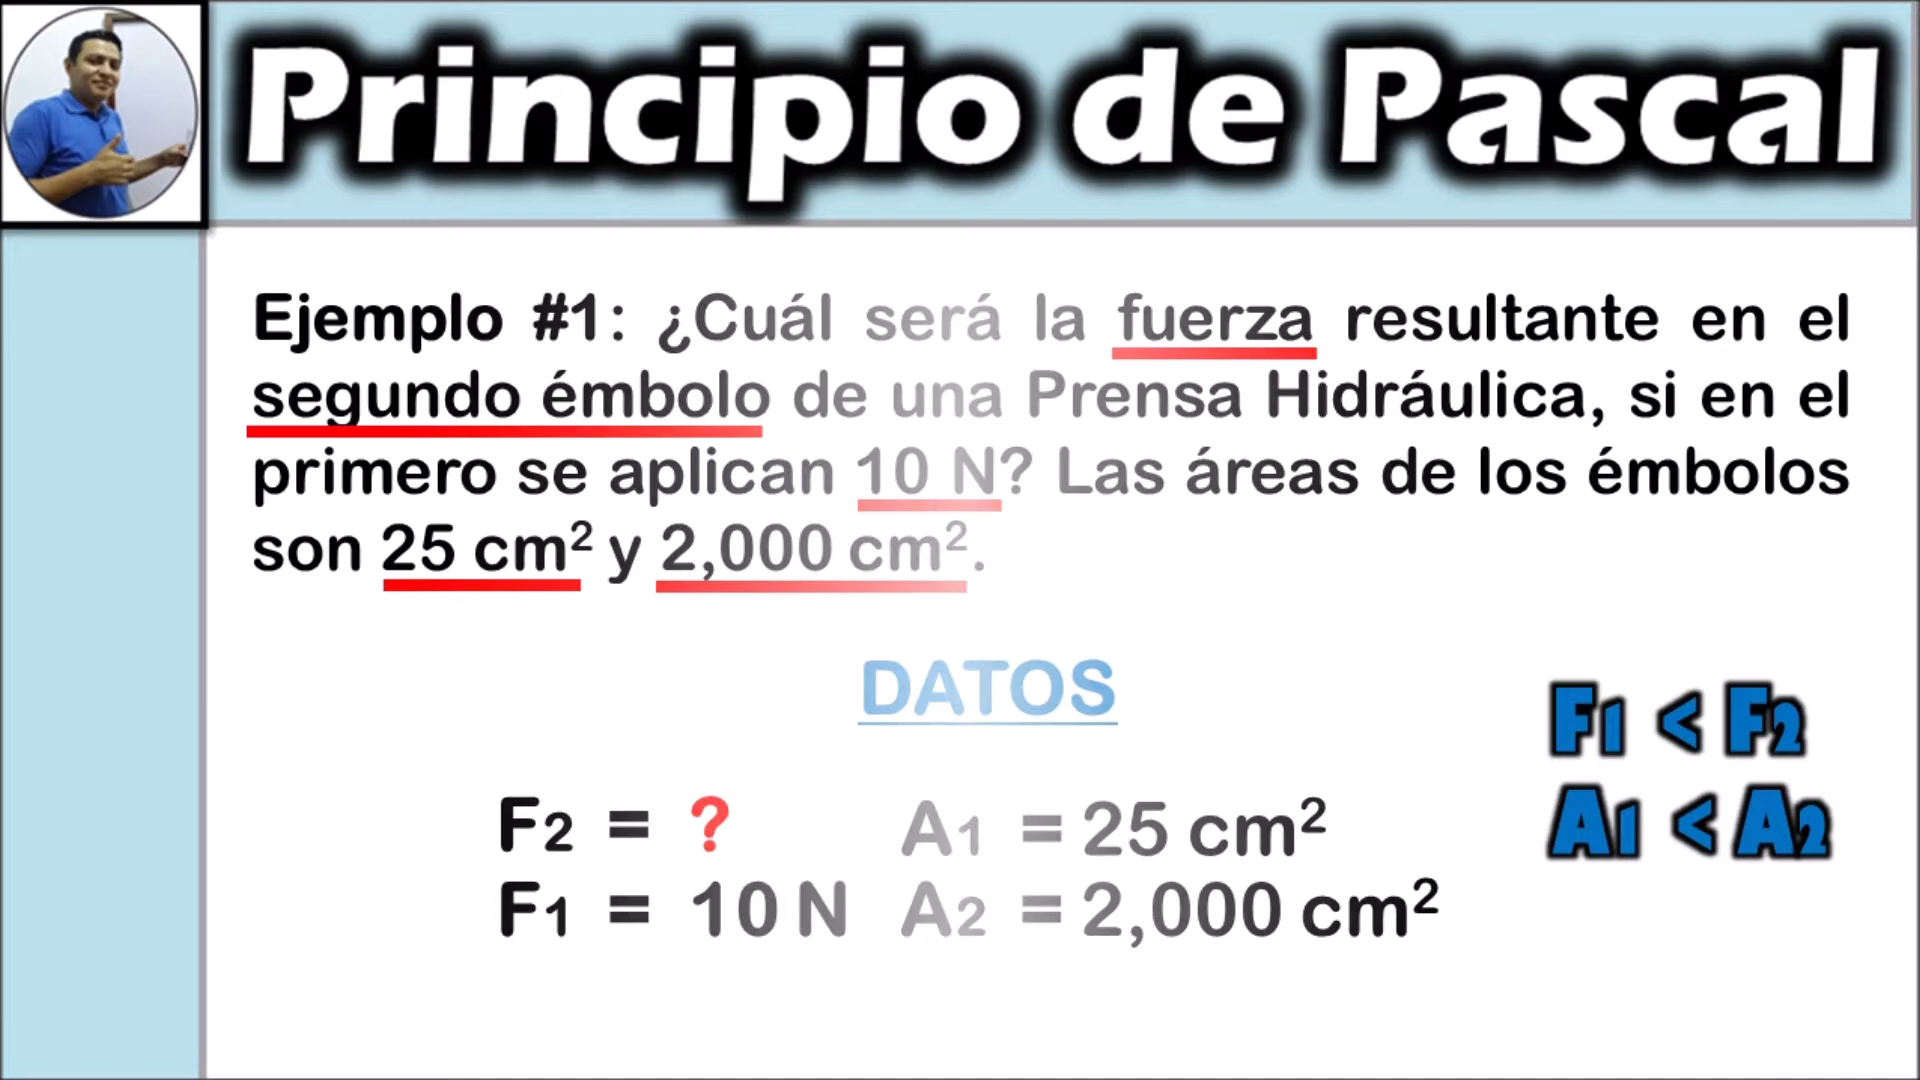 Principio de Pascal
Ejemplo #1: ¿Cuál será la fuerza resultante en el
segundo émbolo de una Prensa Hidráulica, si en el
primero se aplican 10 N? Las áreas de los émbolos
son 25 cm² y 2,000 cm².
DATOS
F1 < F2
A1 < A2
F2 = ? A1 = 25 cm²
F1 = 10 N A2 = 2,000 cm²